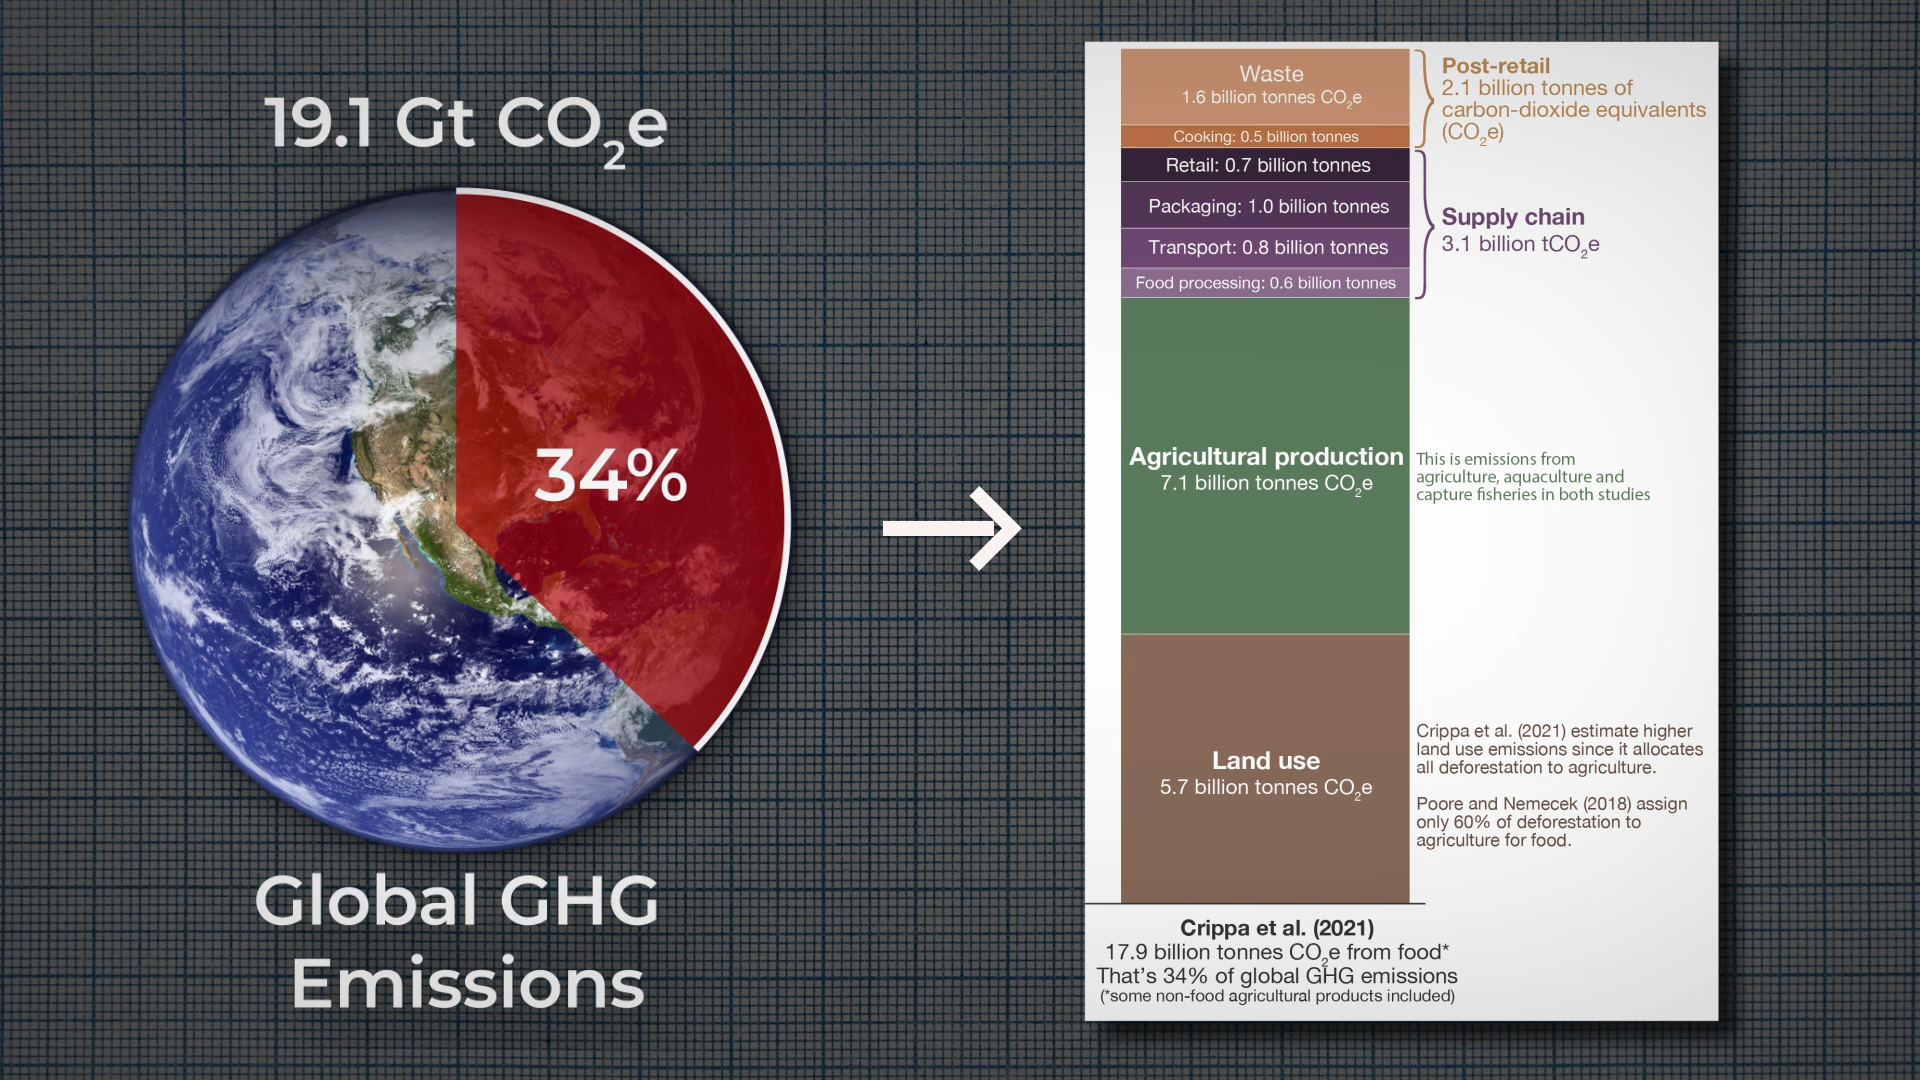 19.1 Gt CO₂e
34%
Global GHG
Emissions
Waste
1.6 billion tonnes CO₂e
Cooking: 0.5 billion tonnes
Retail: 0.7 billion tonnes
Packaging: 1.0 billion tonnes
Transport: 0.8 billion tonnes
Food processing: 0.6 billion tonnes
Agricultural production
7.1 billion tonnes CO₂e
Land use
5.7 billion tonnes CO₂e
Post-retail
2.1 billion tonnes of
carbon-dioxide equivalents
(CO₂e)
Supply chain
3.1 billion tCO₂e
This is emissions from
agriculture, aquaculture and
capture fisheries in both studies
Crippa et al. (2021) estimate higher
land use emissions since it allocates
all deforestation to agriculture.
Poore and Nemecek (2018) assign
only 60% of deforestation to
agriculture for food.
Crippa et al. (2021)
17.9 billion tonnes CO₂e from food*
That's 34% of global GHG emissions
(*some non-food agricultural products included)